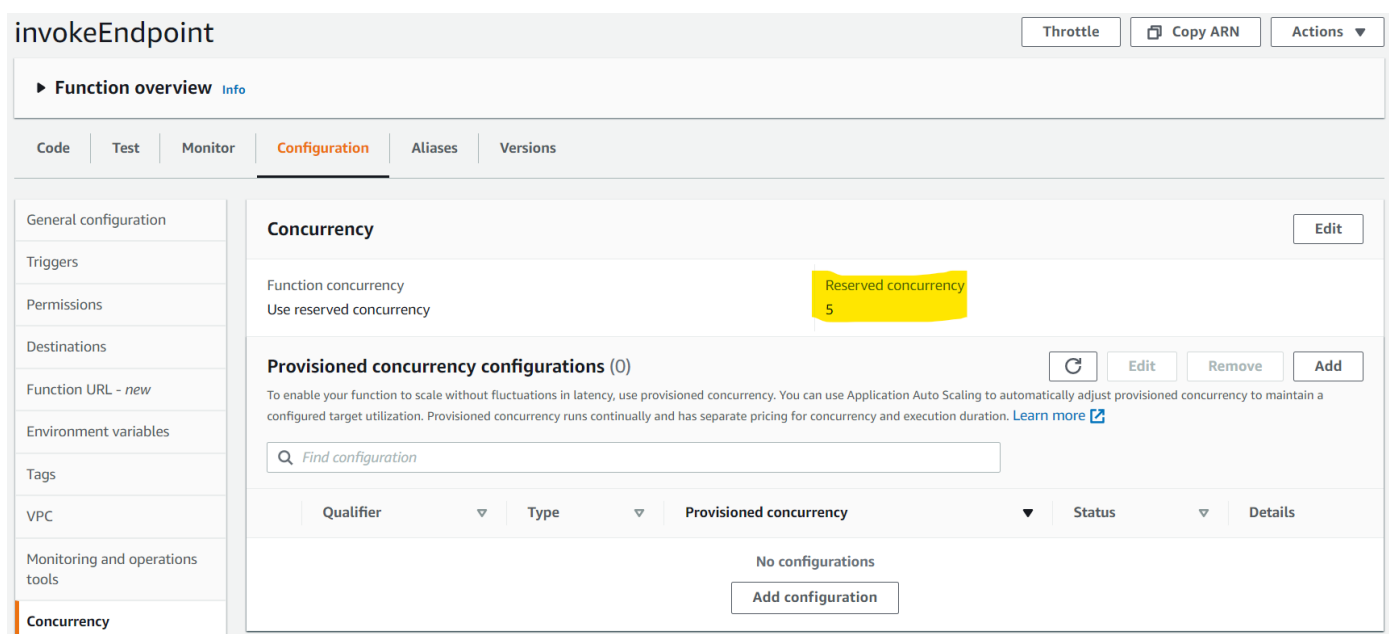 invokeEndpoint
Throttle
Copy ARN
Actions
Function overview Info
Code
Test
Monitor
Configuration
Aliases
Versions
General configuration
Triggers
Permissions
Destinations
Function URL - new
Environment variables
Tags
VPC
Monitoring and operations
tools
Concurrency
Concurrency
Edit
Function concurrency
Use reserved concurrency
Reserved concurrency
5
Provisioned concurrency configurations (0)
Edit
Remove
Add
To enable your function to scale without fluctuations in latency, use provisioned concurrency. You can use Application Auto Scaling to automatically adjust provisioned concurrency to maintain a
configured target utilization. Provisioned concurrency runs continually and has separate pricing for concurrency and execution duration. Learn more
Find configuration
Qualifier
Type
Provisioned concurrency
Status
Details
No configurations
Add configuration